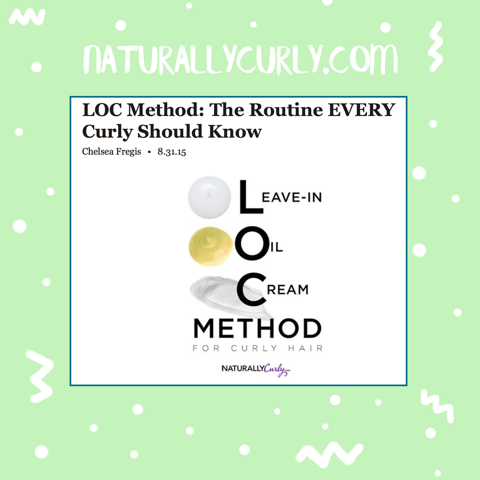 NATURALLYCURLY.COM
LOC Method: The Routine EVERY
Curly Should Know
Chelsea Fregis • 8.31.15
LEAVE-IN
OIL
CREAM
METHOD
FOR CURLY HAIR
NATURALLYCurly